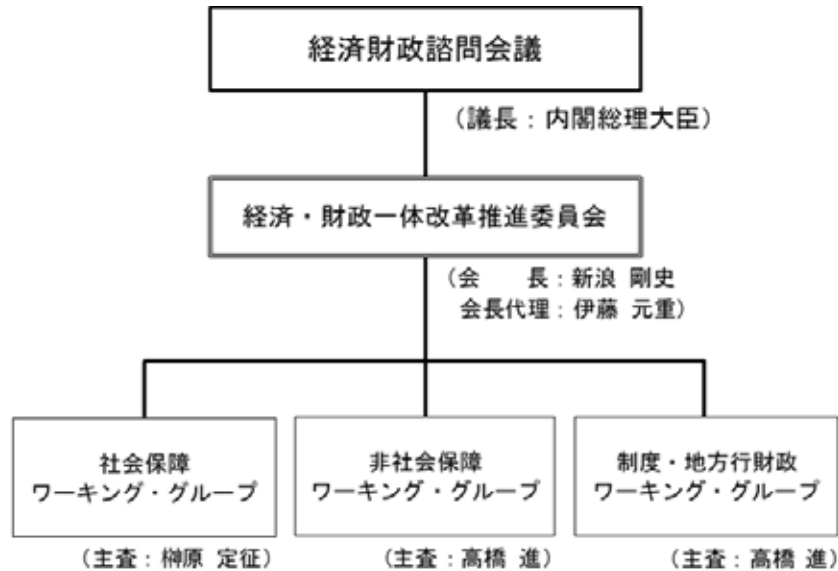 経済財政諮問会議
(議長：内閣総理大臣)
経済・財政一体改革推進委員会
(会　　長：新浪 剛史
会長代理：伊藤 元重)
社会保障
ワーキング・グループ
非社会保障
ワーキング・グループ
制度・地方行財政
ワーキング・グループ
(主査：榊原 定征)
(主査：高橋 進)
(主査：高橋 進)